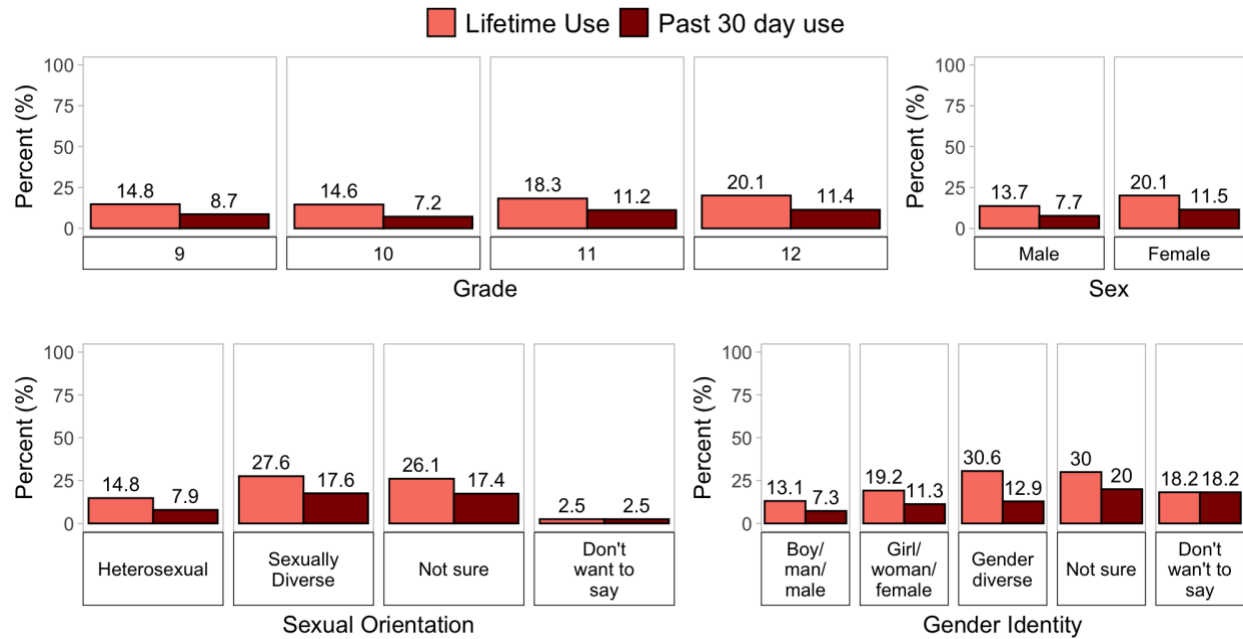 Lifetime Use Past 30 day use
Percent (%)
100
75
50
25
0
14.8 8.7
14.6 7.2
18.3 11.2
20.1 11.4
9 10 11 12
Grade
Percent (%)
100
75
50
25
0
13.7 7.7
20.1 11.5
Male Female
Sex
Percent (%)
100
75
50
25
0
14.8 7.9
27.6 17.6
26.1 17.4
2.5 2.5
Heterosexual
Sexually
Diverse
Not sure
Don't
want to
say
Sexual Orientation
Percent (%)
100
75
50
25
0
13.1 7.3
19.2 11.3
30.6 12.9
30 20
18.2 18.2
Boy/
man/
male
Girl/
woman/
female
Gender
diverse
Not sure
Don't
wan't to
say
Gender Identity